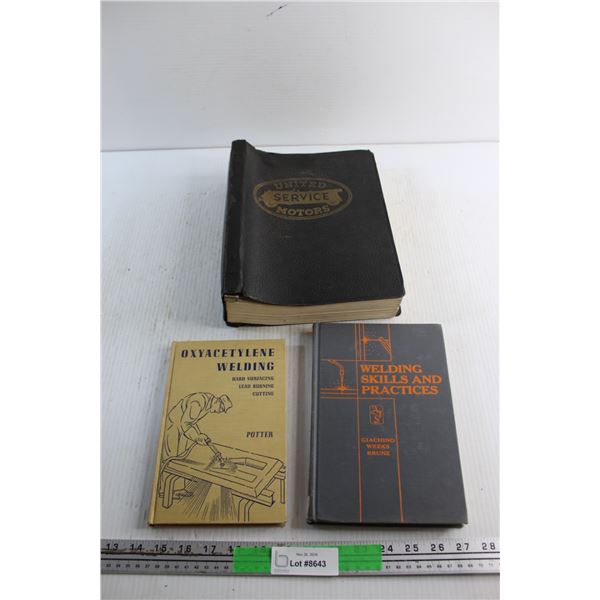 UNITED
SERVICE
MOTORS
OXYACETYLENE
WELDING
HARD SURFACING
LEAD BURNING
CUTTING
POTTER
WELDING
SKILLS AND
PRACTICES
GIACHINO
WEEKS
BRUNE
13 14 15 16 17 18 24 25 26 27 28
Lot #8643